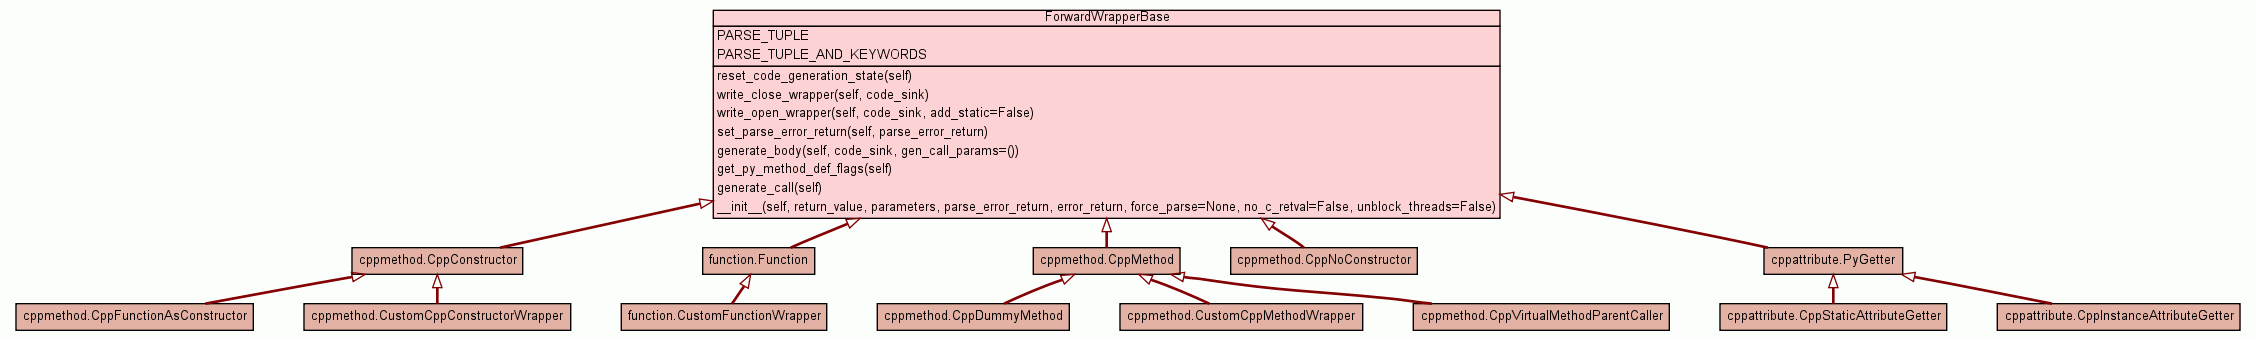 ForwardWrapperBase
PARSE_TUPLE
PARSE_TUPLE_AND_KEYWORDS
reset_code_generation_state(self)
write_close_wrapper(self, code_sink)
write_open_wrapper(self, code_sink, add_static=False)
set_parse_error_return(self, parse_error_return)
generate_body(self, code_sink, gen_call_params=())
get_py_method_def_flags(self)
generate_call(self)
__init__(self, return_value, parameters, parse_error_return, error_return, force_parse=None, no_c_retval=False, unblock_threads=False)
cppmethod.CppConstructor
function.Function
cppmethod.CppMethod
cppmethod.CppNoConstructor
cppattribute.PyGetter
cppmethod.CppFunctionAsConstructor
cppmethod.CustomCppConstructorWrapper
function.CustomFunctionWrapper
cppmethod.CppDummyMethod
cppmethod.CustomCppMethodWrapper
cppmethod.CppVirtualMethodParentCaller
cppattribute.CppStaticAttributeGetter
cppattribute.CppInstanceAttributeGetter